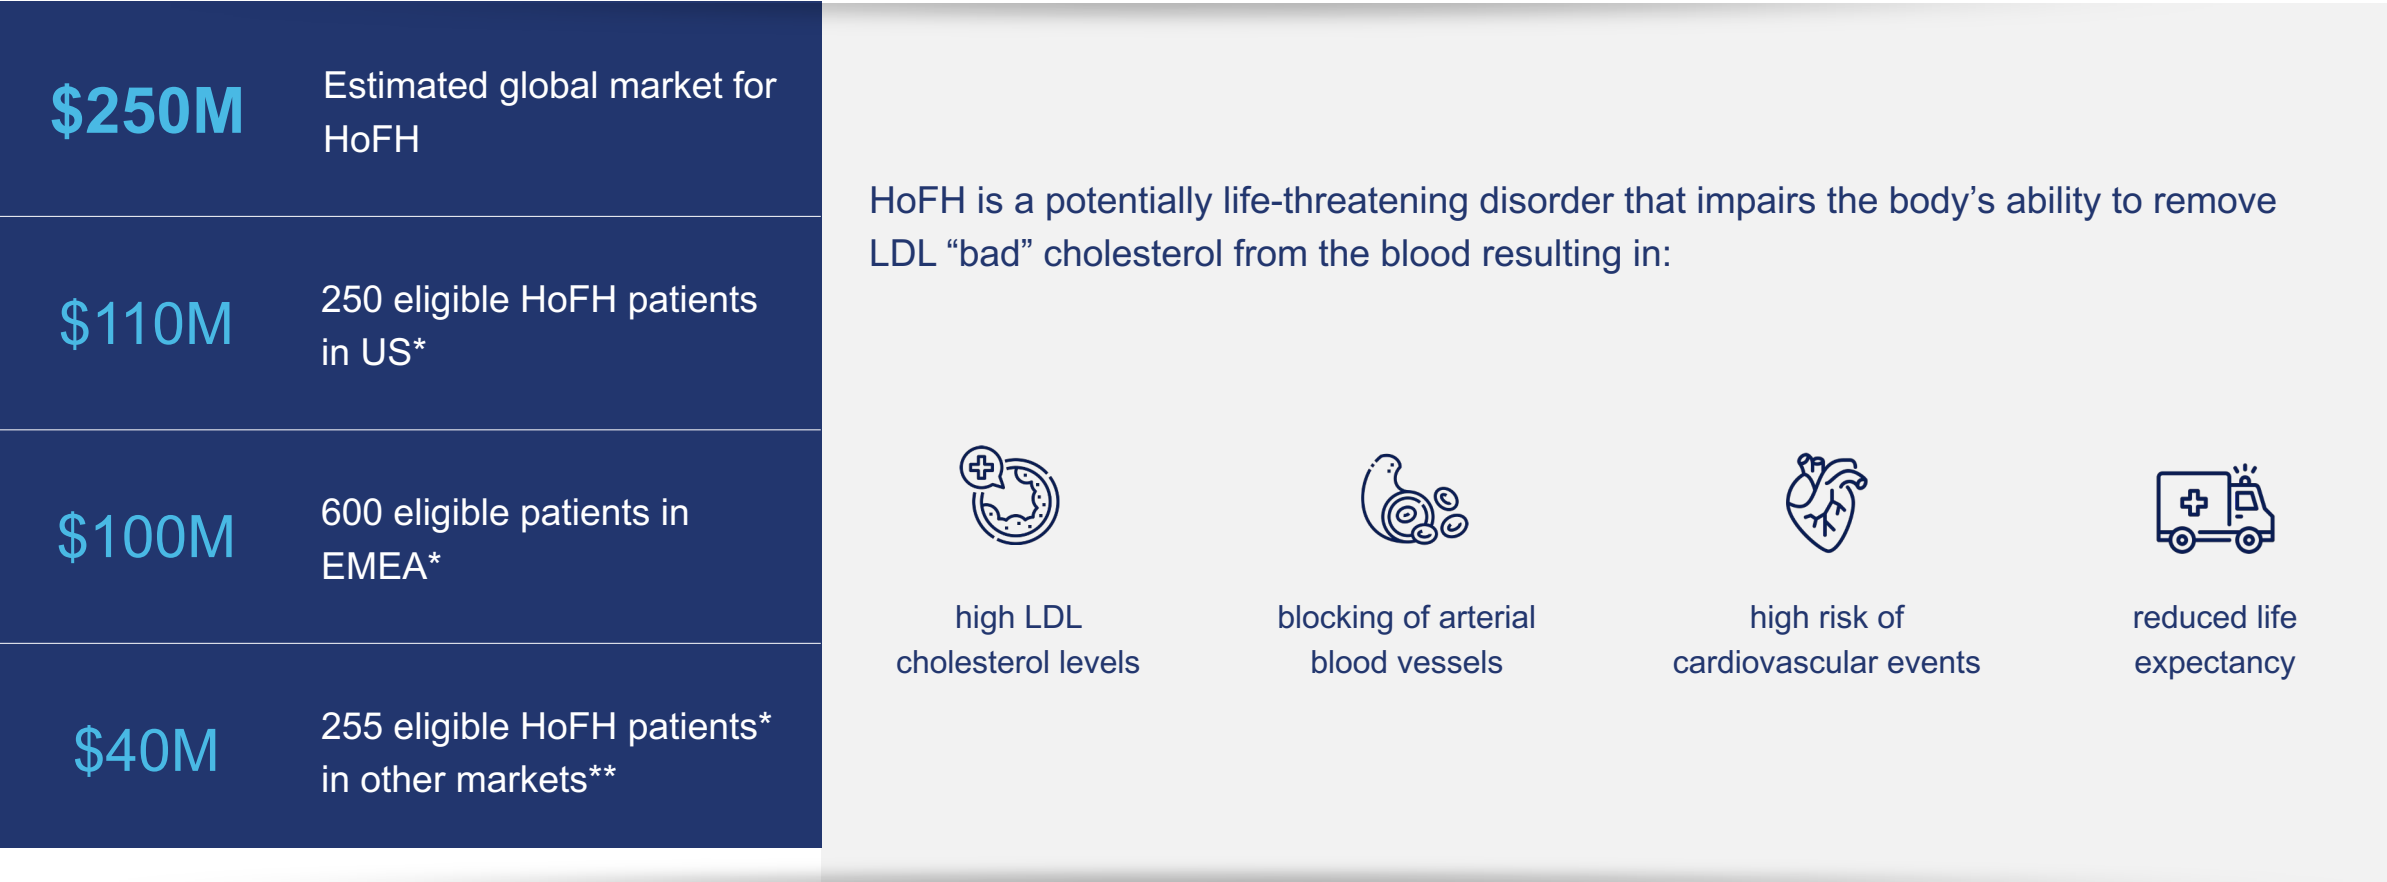 $250M
Estimated global market for
HoFH
$110M
250 eligible HoFH patients
in US*
$100M
600 eligible patients in
EMEA*
$40M
255 eligible HoFH patients*
in other markets**
HoFH is a potentially life-threatening disorder that impairs the body’s ability to remove
LDL “bad” cholesterol from the blood resulting in:
high LDL
cholesterol levels
blocking of arterial
blood vessels
high risk of
cardiovascular events
reduced life
expectancy